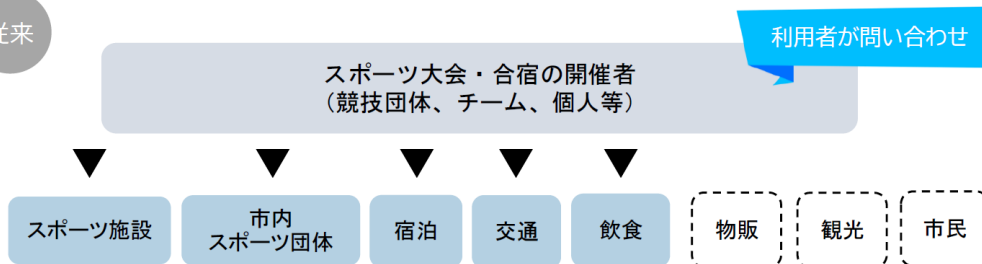 従来
利用者が問い合わせ
スポーツ大会・合宿の開催者
（競技団体、チーム、個人等）
スポーツ施設
市内
スポーツ団体
宿泊
交通
飲食
物販
観光
市民